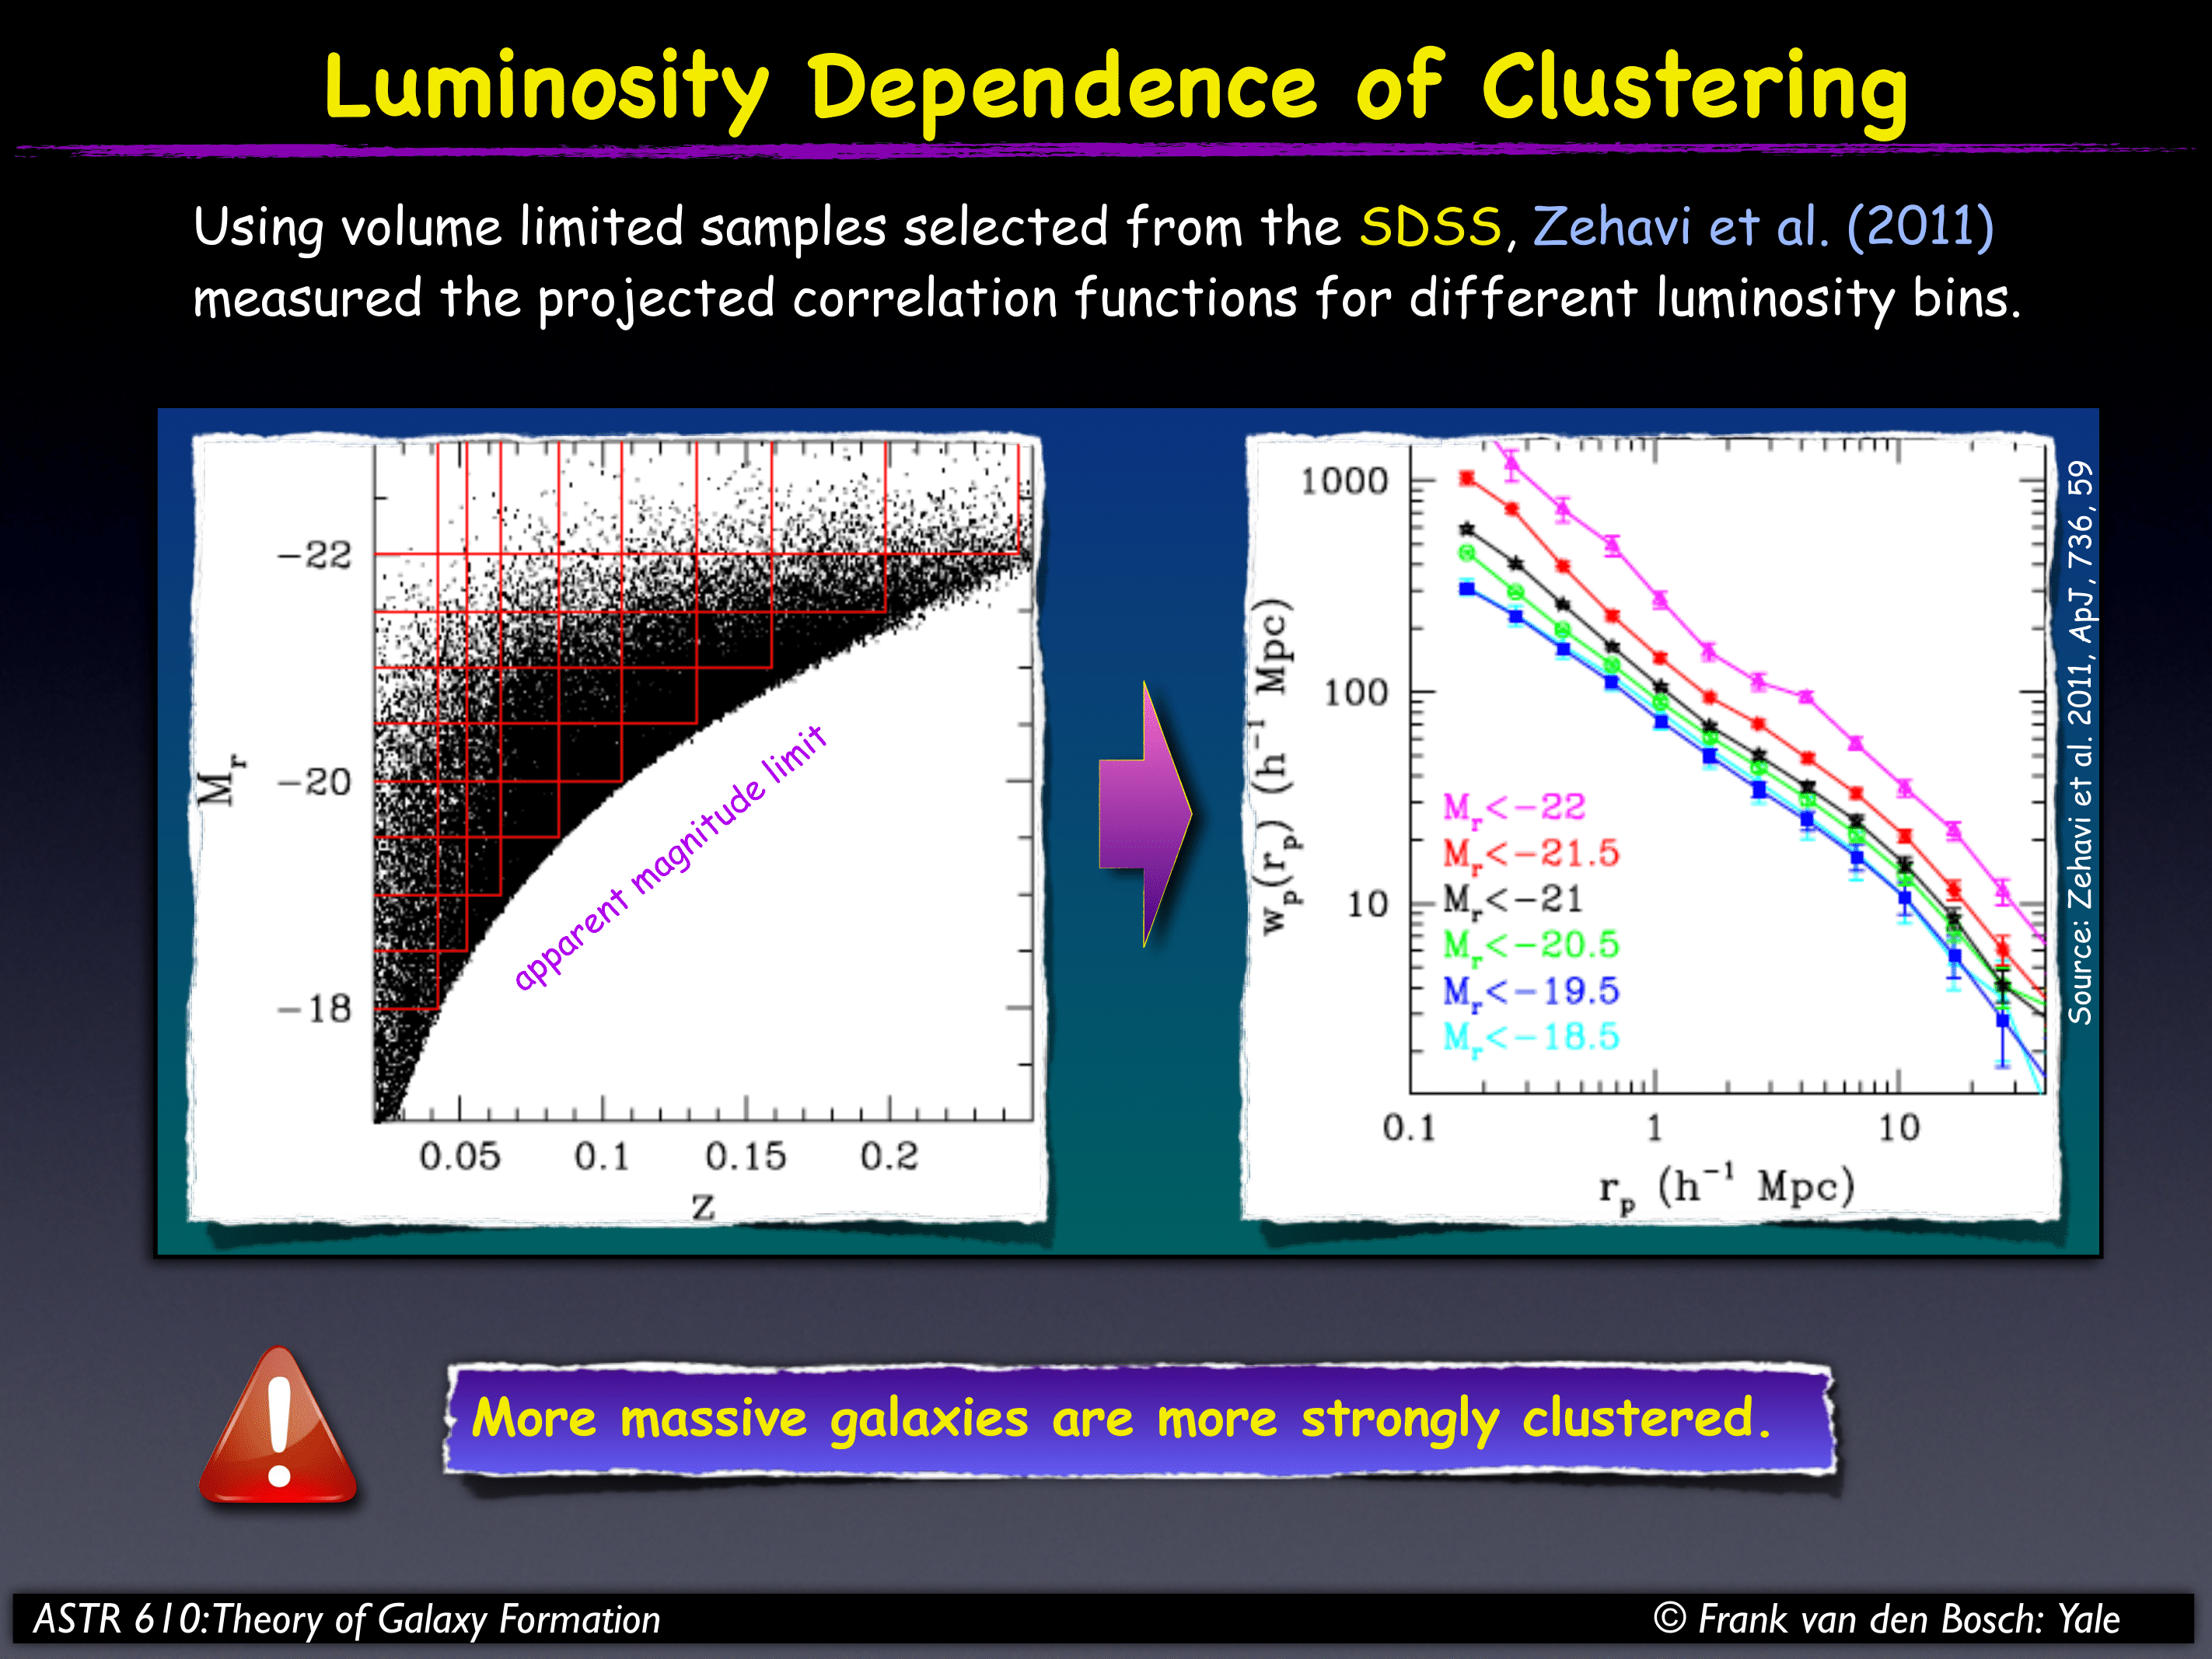 Luminosity Dependence of Clustering
Using volume limited samples selected from the SDSS, Zehavi et al. (2011)
measured the projected correlation functions for different luminosity bins.
M_r
-22
-20
-18
apparent magnitude limit
0.05 0.1 0.15 0.2
z
w_p(r_p) (h^-1 Mpc)
1000
100
10
M_r<-22
M_r<-21.5
M_r<-21
M_r<-20.5
M_r<-19.5
M_r<-18.5
0.1 1 10
r_p (h^-1 Mpc)
Source: Zehavi et al. 2011, ApJ, 736, 59
!
More massive galaxies are more strongly clustered.
ASTR 610:Theory of Galaxy Formation
© Frank van den Bosch: Yale